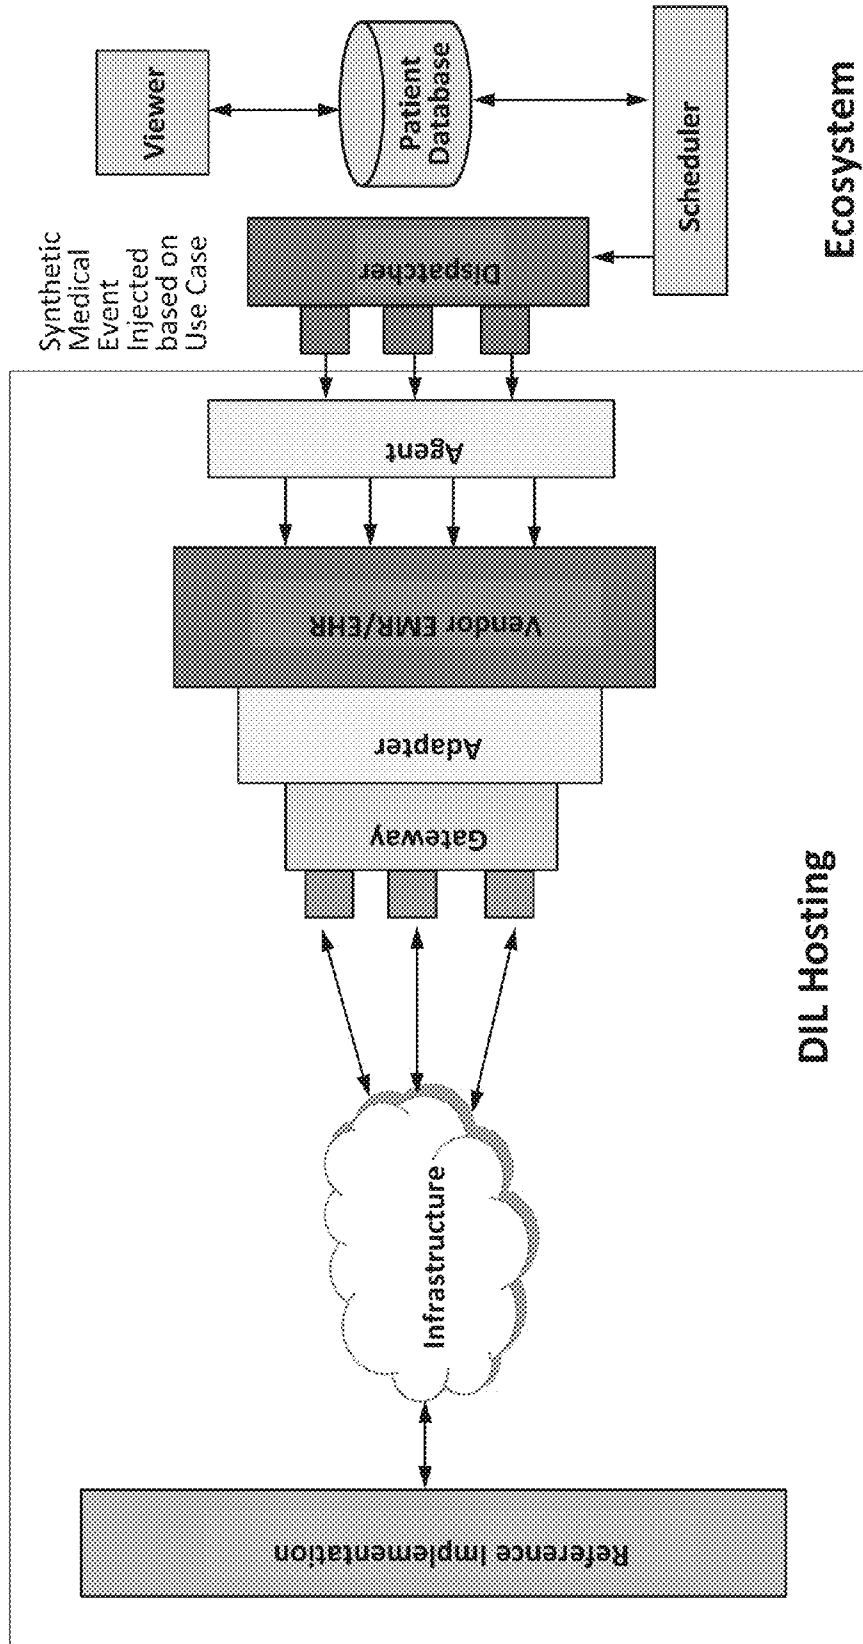 Reference Implementation
Infrastructure
Gateway
Adapter
Vendor EMR/EHR
Agent
Synthetic
Medical
Event
Injected
based on
Use Case
Dispatcher
Viewer
Patient
Database
Scheduler
DIL Hosting
Ecosystem